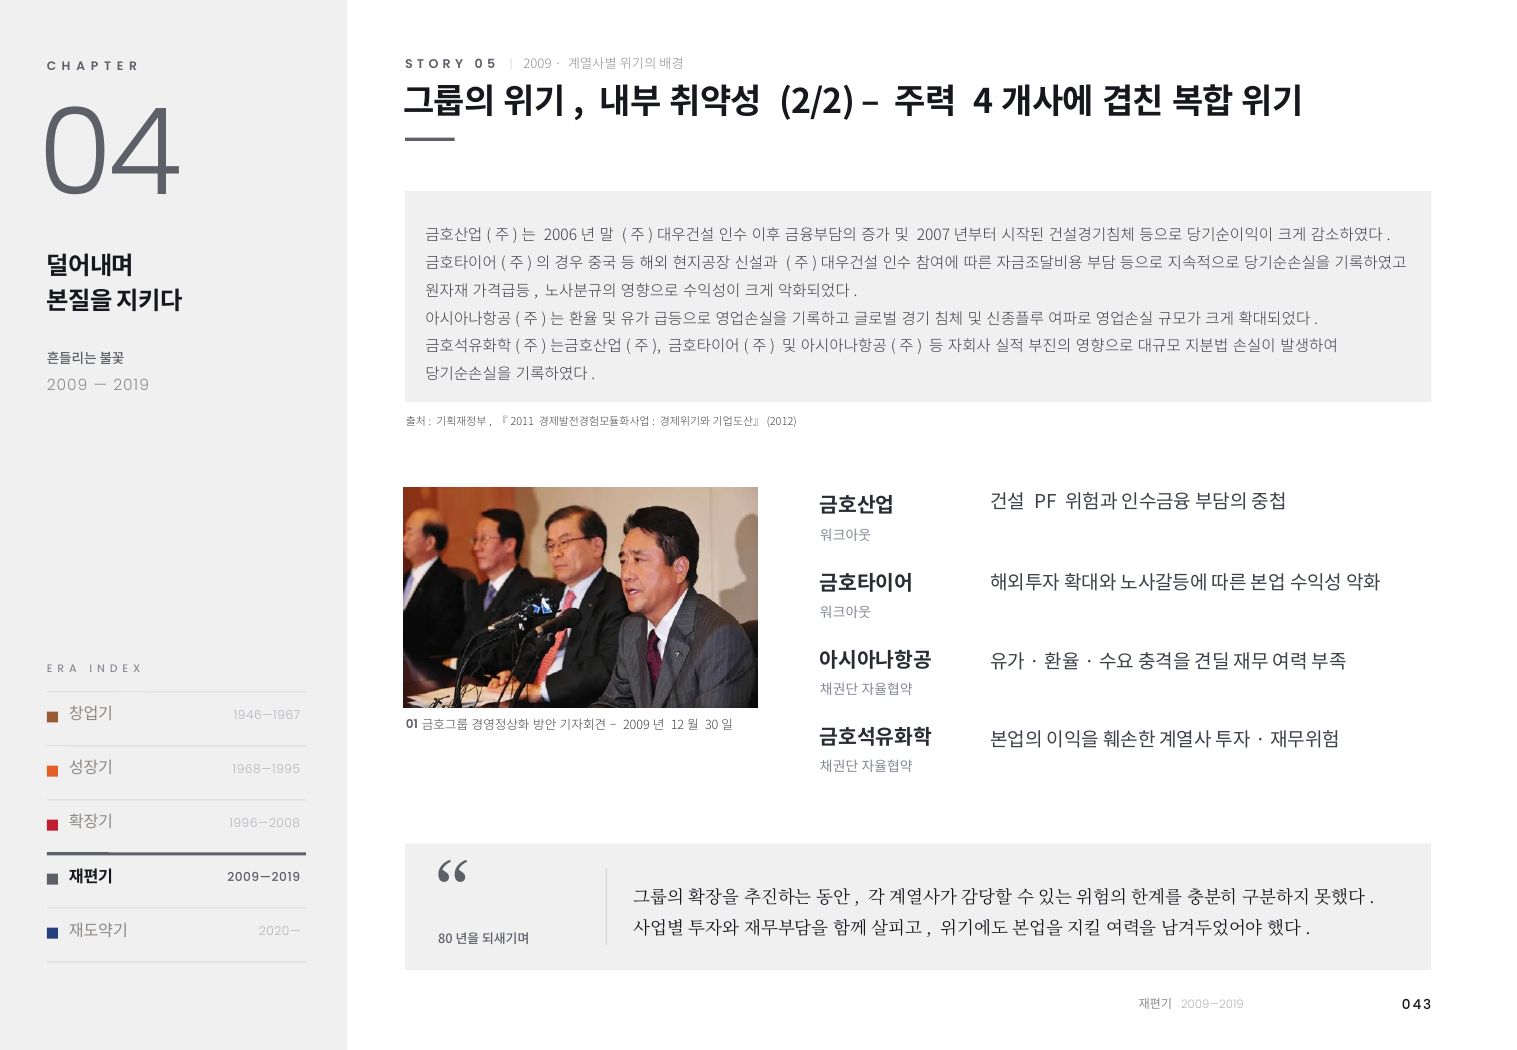 CHAPTER
04
덜어내며
본질을 지키다
흔들리는 불꽃
2009 — 2019
ERA INDEX
창업기 1946—1967
성장기 1968—1995
확장기 1996—2008
재편기 2009—2019
재도약기 2020—
STORY 05 | 2009 · 계열사별 위기의 배경
그룹의 위기 , 내부 취약성 (2/2) – 주력 4 개사에 겹친 복합 위기
금호산업 ( 주 ) 는 2006 년 말 ( 주 ) 대우건설 인수 이후 금융부담의 증가 및 2007 년부터 시작된 건설경기침체 등으로 당기순이익이 크게 감소하였다 .
금호타이어 ( 주 ) 의 경우 중국 등 해외 현지공장 신설과 ( 주 ) 대우건설 인수 참여에 따른 자금조달비용 부담 등으로 지속적으로 당기순손실을 기록하였고
원자재 가격급등 , 노사분규의 영향으로 수익성이 크게 악화되었다 .
아시아나항공 ( 주 ) 는 환율 및 유가 급등으로 영업손실을 기록하고 글로벌 경기 침체 및 신종플루 여파로 영업손실 규모가 크게 확대되었다 .
금호석유화학 ( 주 ) 는금호산업 ( 주 ), 금호타이어 ( 주 ) 및 아시아나항공 ( 주 ) 등 자회사 실적 부진의 영향으로 대규모 지분법 손실이 발생하여
당기순손실을 기록하였다 .
출처 : 기획재정부 , 『 2011 경제발전경험모듈화사업 : 경제위기와 기업도산』 (2012)
01 금호그룹 경영정상화 방안 기자회견 – 2009 년 12 월 30 일
금호산업 건설 PF 위험과 인수금융 부담의 중첩
워크아웃
금호타이어 해외투자 확대와 노사갈등에 따른 본업 수익성 악화
워크아웃
아시아나항공 유가 · 환율 · 수요 충격을 견딜 재무 여력 부족
채권단 자율협약
금호석유화학 본업의 이익을 훼손한 계열사 투자 · 재무위험
채권단 자율협약
“
80 년을 되새기며
그룹의 확장을 추진하는 동안 , 각 계열사가 감당할 수 있는 위험의 한계를 충분히 구분하지 못했다 .
사업별 투자와 재무부담을 함께 살피고 , 위기에도 본업을 지킬 여력을 남겨두었어야 했다 .
재편기 2009—2019
043